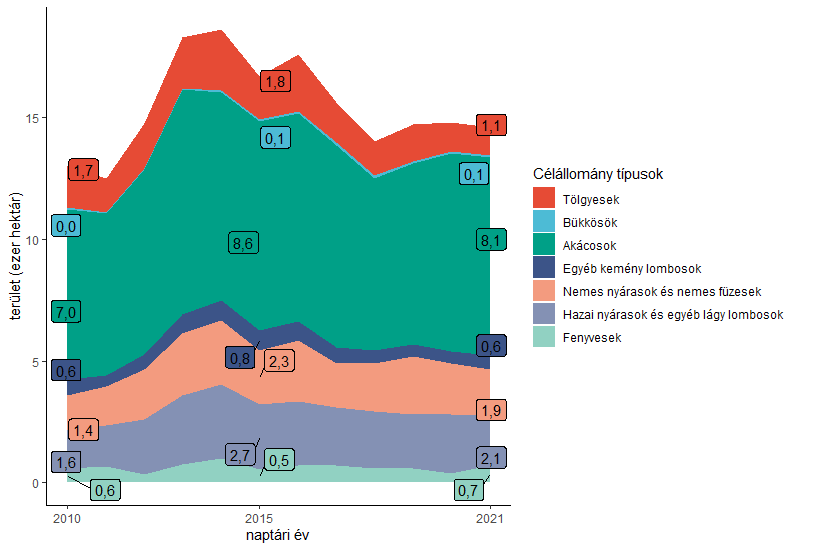 15
10
5
0
terület (ezer hektár)
1,7
0,0
7,0
0,6
1,4
1,6
0,6
1,8
0,1
8,6
0,8
2,3
2,7
0,5
1,1
0,1
8,1
0,6
1,9
2,1
0,7
2010
2015
2021
naptári év
Célállomány típusok
Tölgyesek
Bükkösök
Akácosok
Egyéb kemény lombosok
Nemes nyárasok és nemes füzesek
Hazai nyárasok és egyéb lágy lombosok
Fenyvesek